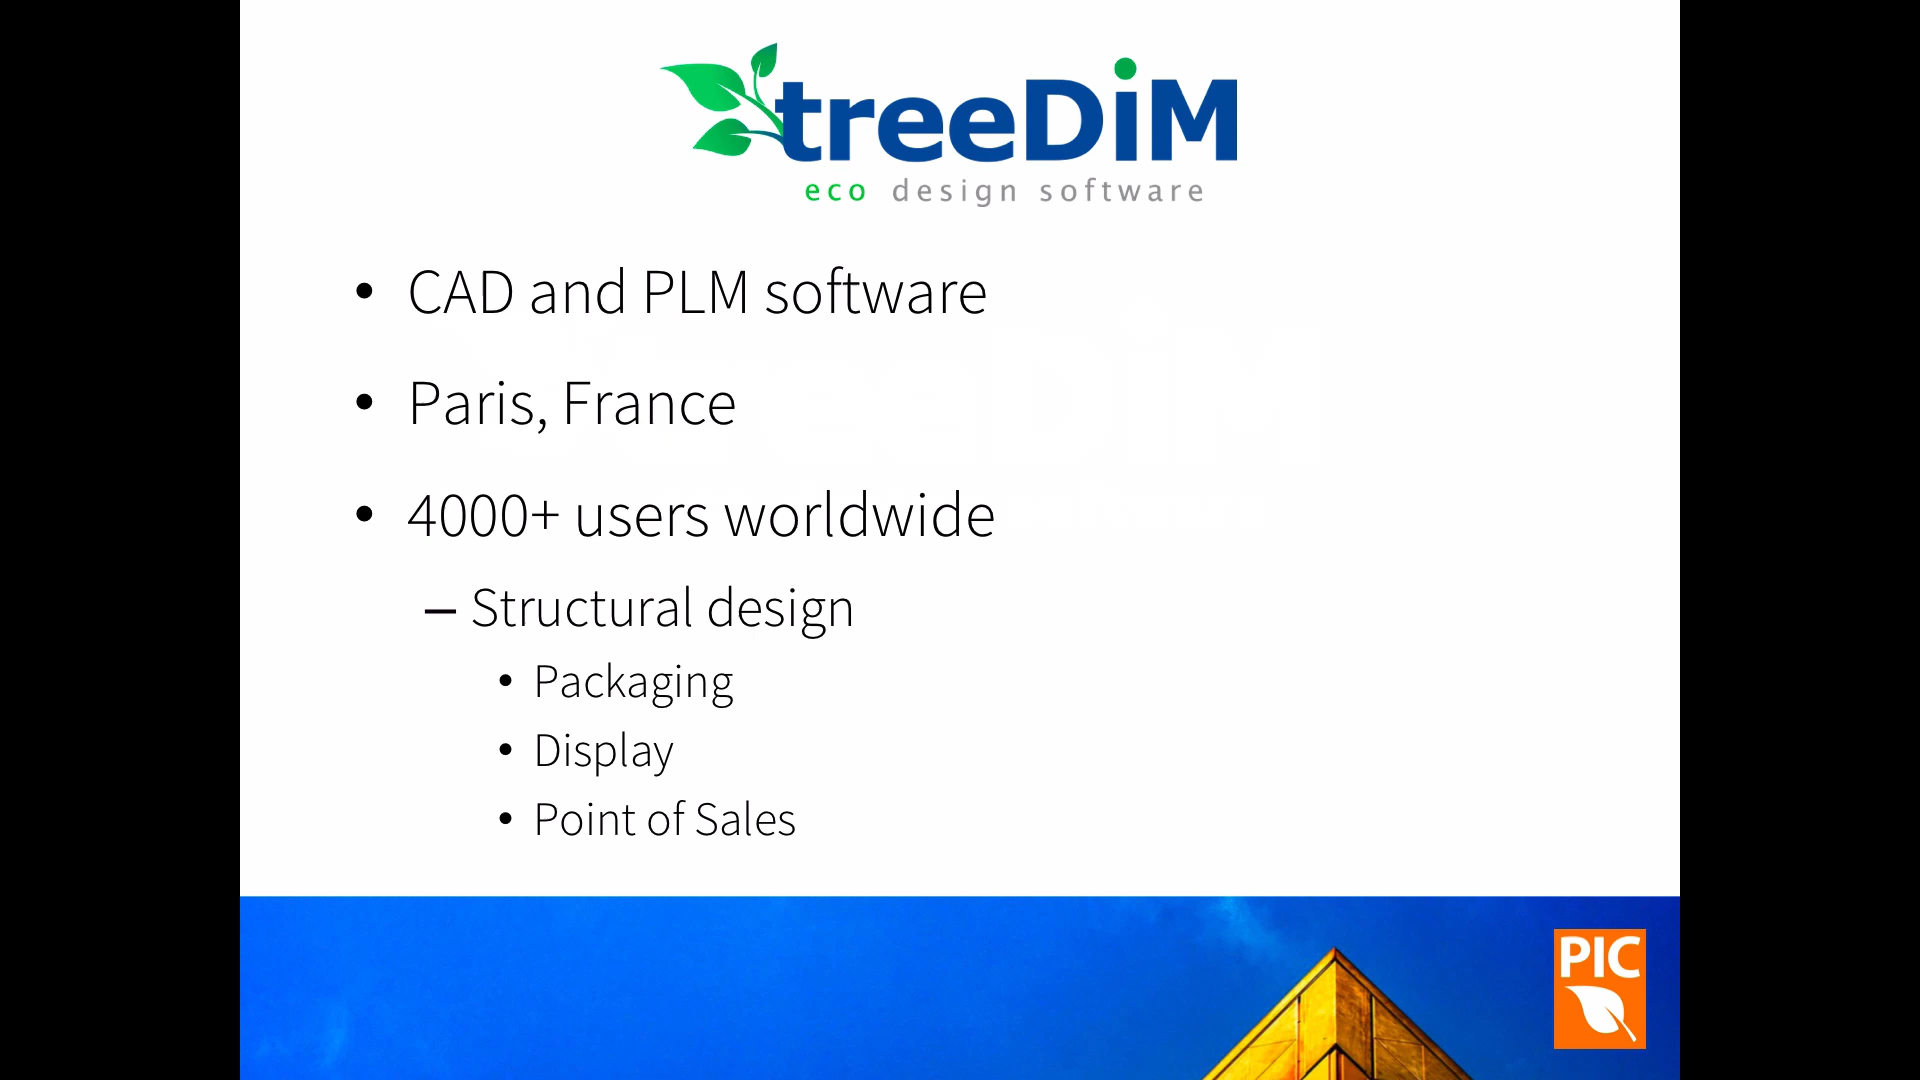 treeDiM
eco design software
• CAD and PLM software
• Paris, France
• 4000+ users worldwide
– Structural design
• Packaging
• Display
• Point of Sales
PIC